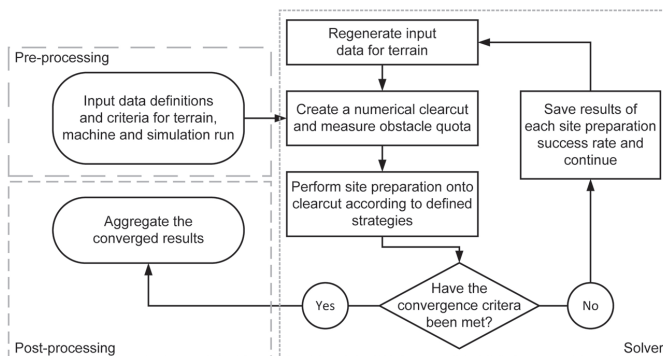 Pre-processing
Input data definitions
and criteria for terrain,
machine and simulation run
Regenerate input
data for terrain
Create a numerical clearcut
and measure obstacle quota
Perform site preparation onto
clearcut according to defined
strategies
Save results of
each site preparation
success rate and
continue
Have the
convergence critera
been met?
Yes
No
Aggregate the
converged results
Post-processing
Solver